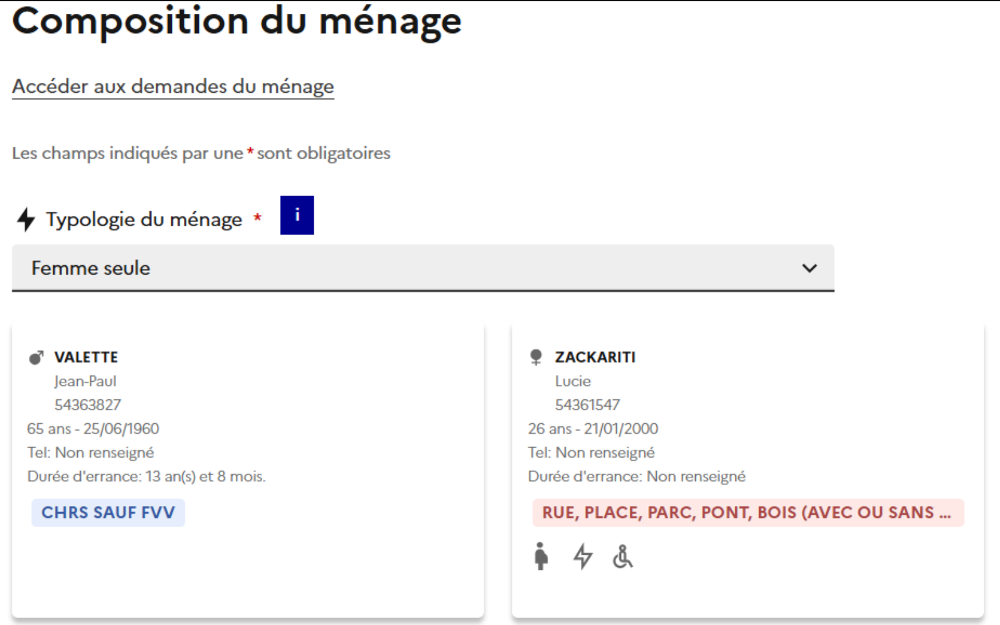 Composition du ménage
Accéder aux demandes du ménage
Les champs indiqués par une * sont obligatoires
Typologie du ménage * i
Femme seule
VALETTE
Jean-Paul
54363827
65 ans - 25/06/1960
Tel: Non renseigné
Durée d'errance: 13 an(s) et 8 mois.
CHRS SAUF FVV
ZACKARITI
Lucie
54361547
26 ans - 21/01/2000
Tel: Non renseigné
Durée d'errance: Non renseigné
RUE, PLACE, PARC, PONT, BOIS (AVEC OU SANS ...